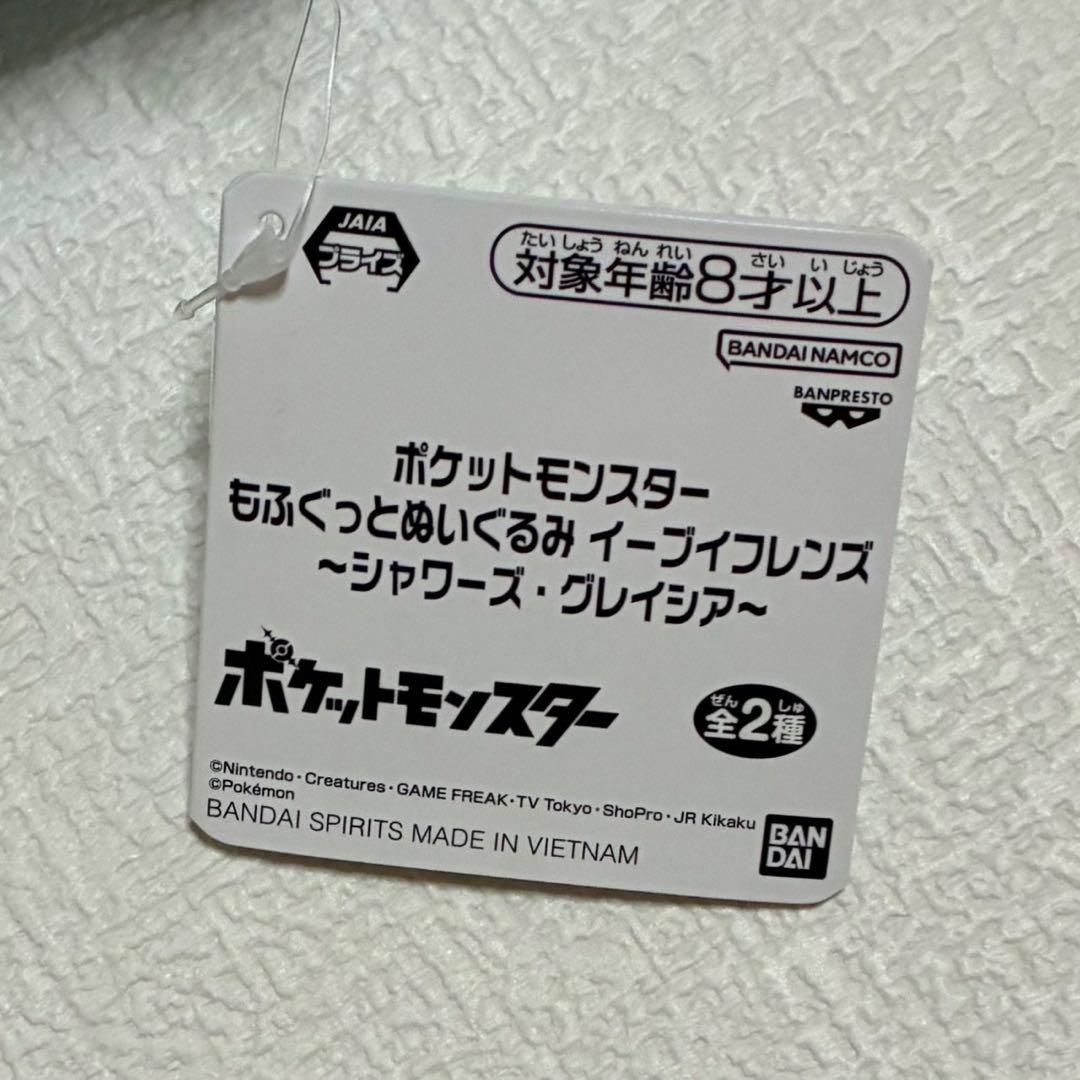 JAIA
プライズ
たいしょうねんれい さいいじょう
対象年齢8才以上
BANDAI NAMCO
BANPRESTO
ポケットモンスター
もふぐっとぬいぐるみ イーブイフレンズ
~シャワーズ・グレイシア~
ポケットモンスター
ぜん しゅ
全2種
©Nintendo・Creatures・GAME FREAK・TV Tokyo・ShoPro・JR Kikaku
©Pokémon
BANDAI SPIRITS MADE IN VIETNAM
BAN
DAI